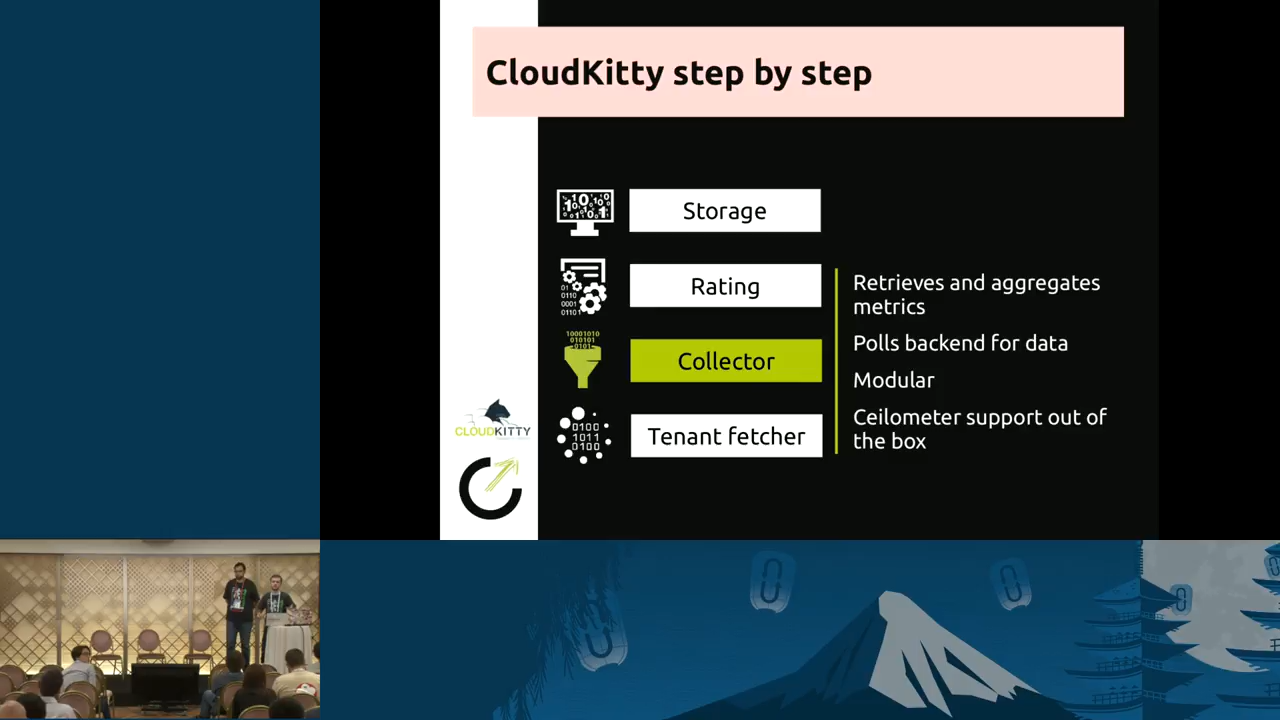 CloudKitty step by step
Storage
Rating
Collector
Tenant fetcher
Retrieves and aggregates
metrics
Polls backend for data
Modular
Ceilometer support out of
the box
CLOUDKITTY